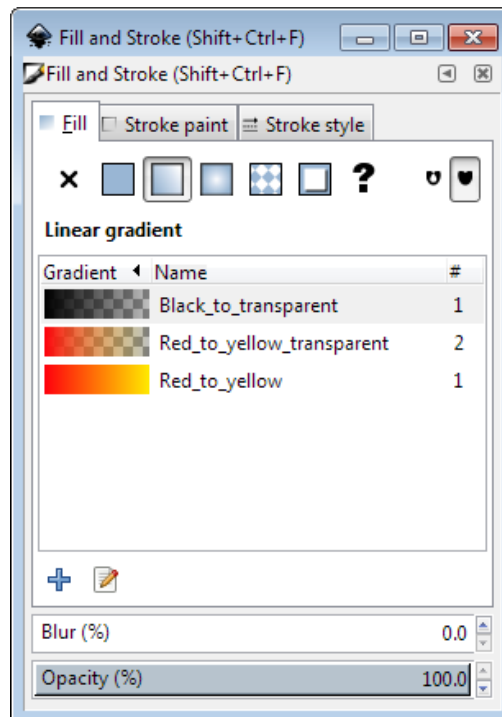 Fill and Stroke (Shift+Ctrl+F)
Fill and Stroke (Shift+Ctrl+F)
Fill Stroke paint Stroke style
?
Linear gradient
Gradient Name #
Black_to_transparent 1
Red_to_yellow_transparent 2
Red_to_yellow 1
Blur (%) 0.0
Opacity (%) 100.0